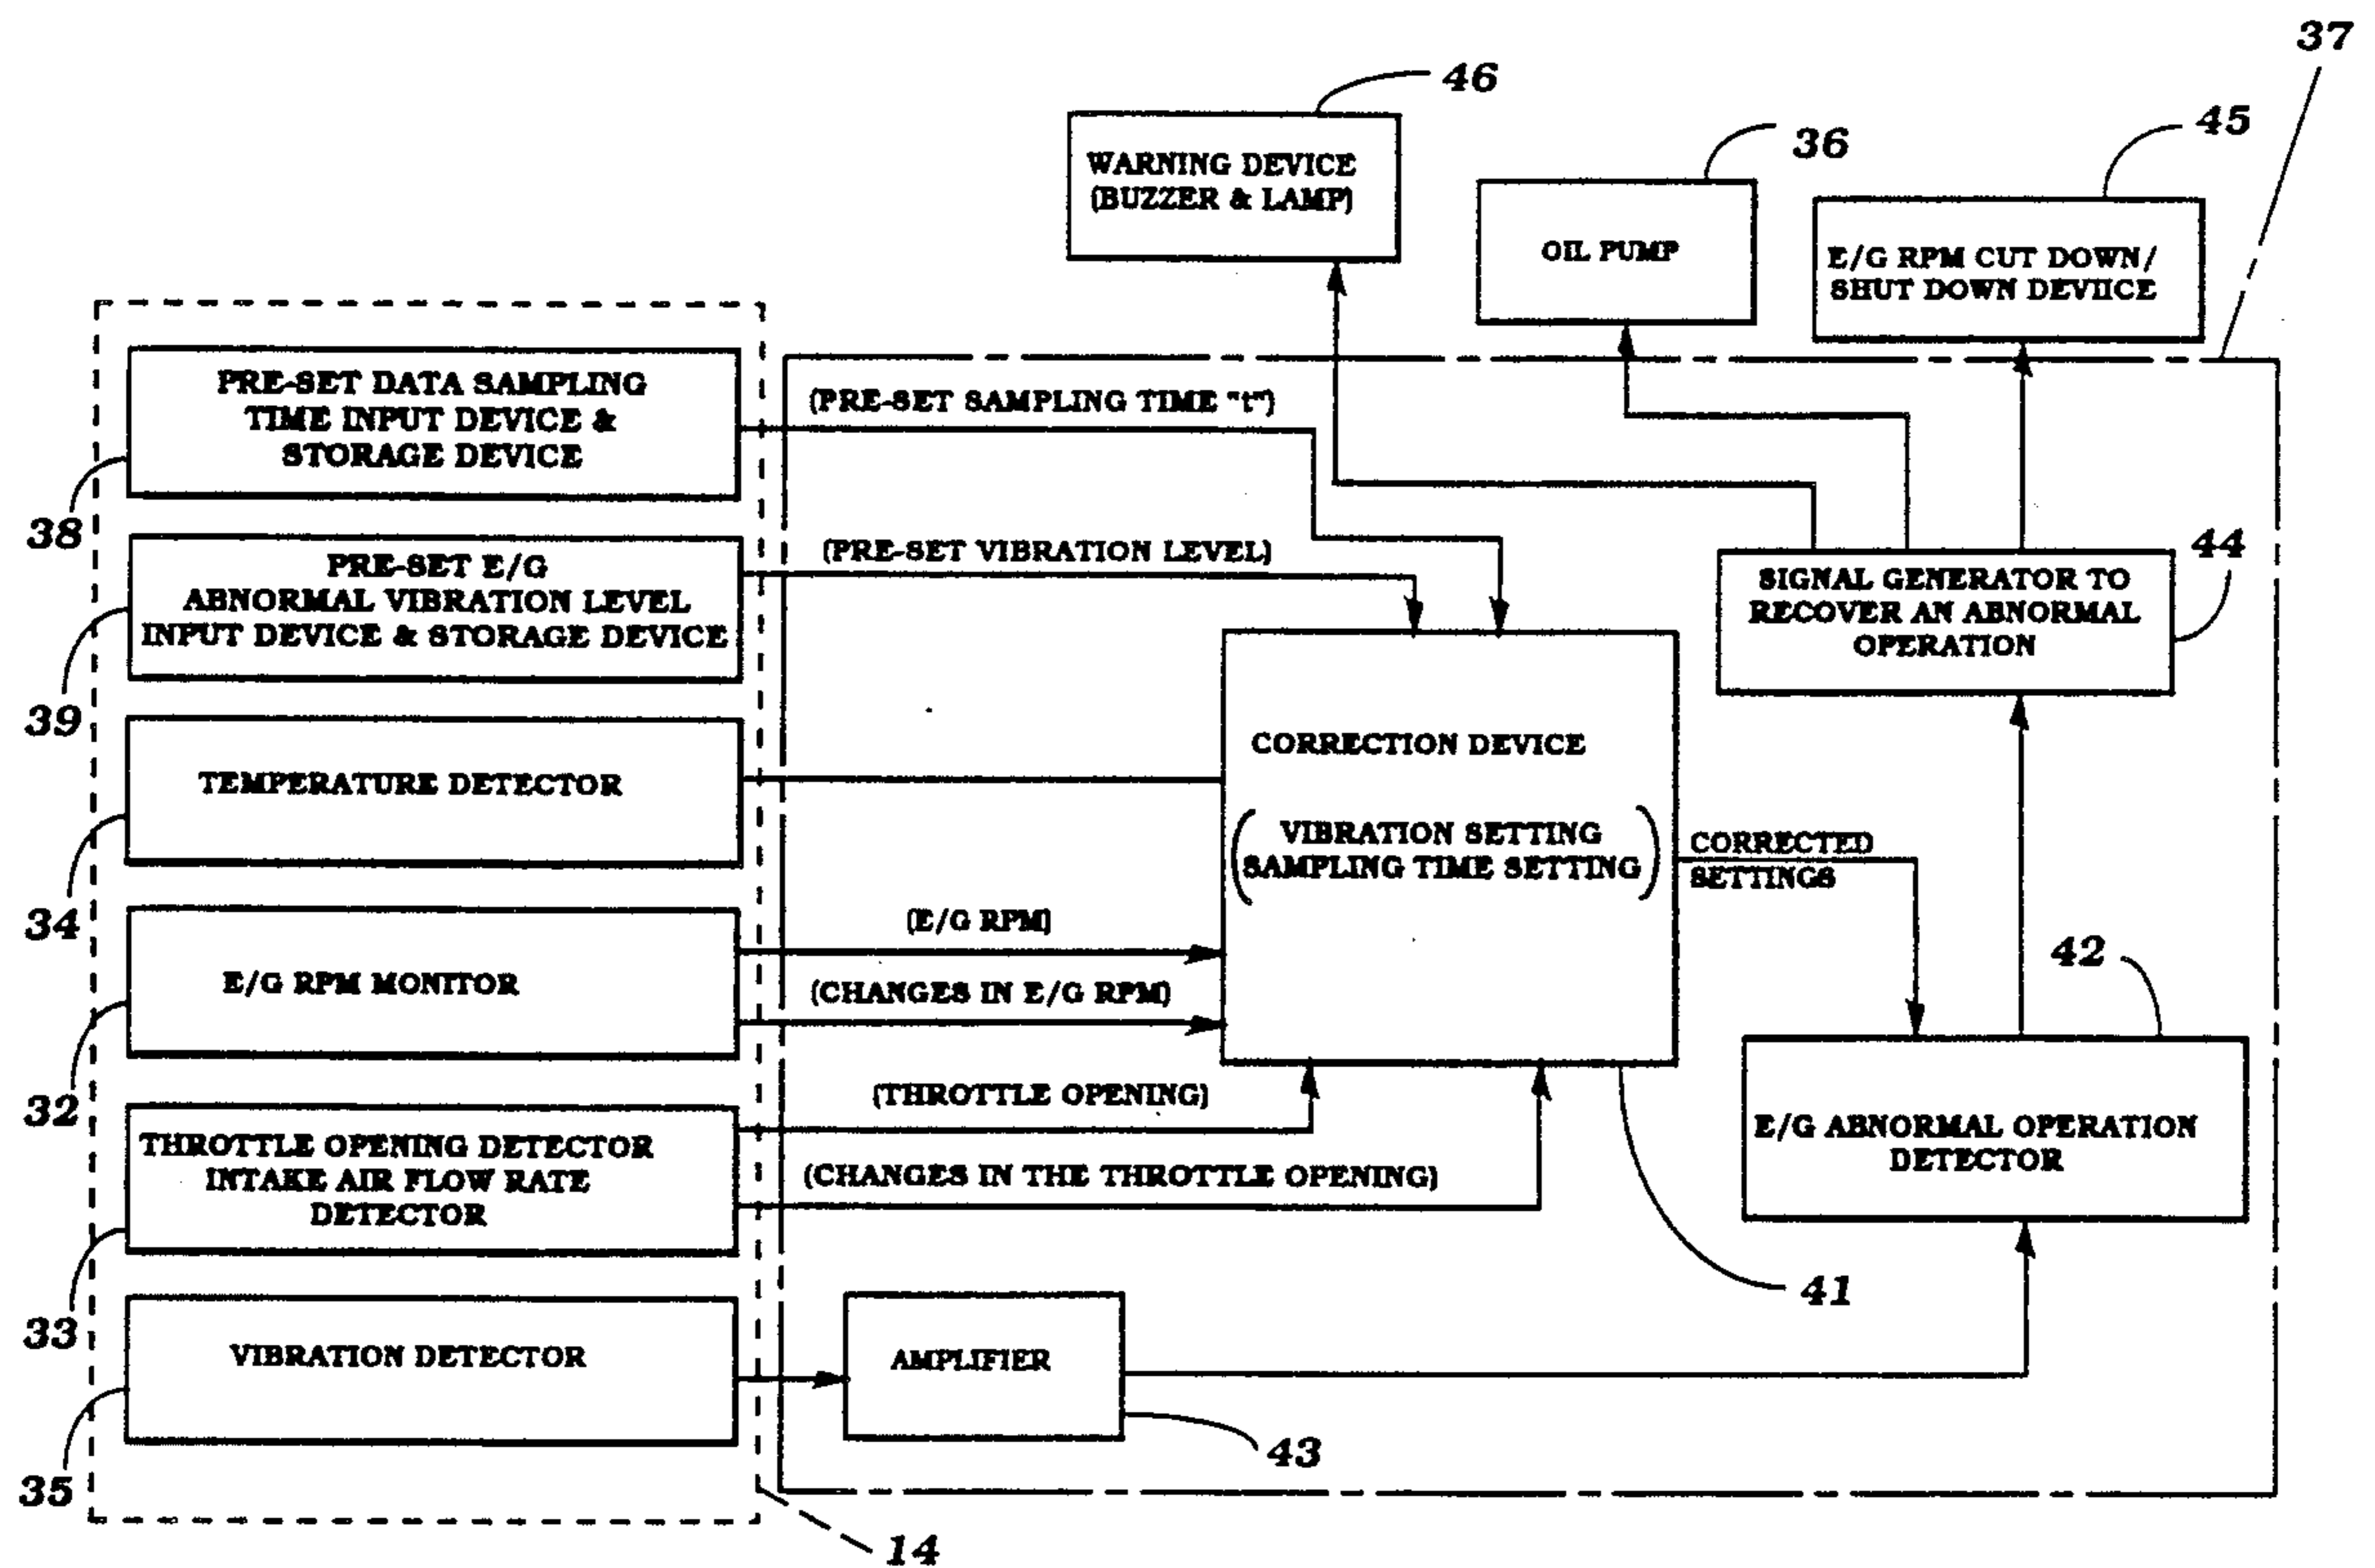 37
46
WARNING DEVICE
(BUZZER & LAMP)
36
OIL PUMP
45
E/G RPM CUT DOWN/
SHUT DOWN DEVIICE
PRE-SET DATA SAMPLING
TIME INPUT DEVICE &
STORAGE DEVICE
38
(PRE-SET SAMPLING TIME "t")
PRE-SET E/G
ABNORMAL VIBRATION LEVEL
INPUT DEVICE & STORAGE DEVICE
39
(PRE-SET VIBRATION LEVEL)
44
SIGNAL GENERATOR TO
RECOVER AN ABNORMAL
OPERATION
TEMPERATURE DETECTOR
34
CORRECTION DEVICE
VIBRATION SETTING
SAMPLING TIME SETTING
CORRECTED
SETTINGS
E/G RPM MONITOR
32
(E/G RPM)
(CHANGES IN E/G RPM)
42
E/G ABNORMAL OPERATION
DETECTOR
THROTTLE OPENING DETECTOR
INTAKE AIR FLOW RATE
DETECTOR
33
(THROTTLE OPENING)
(CHANGES IN THE THROTTLE OPENING)
41
VIBRATION DETECTOR
35
AMPLIFIER
43
14